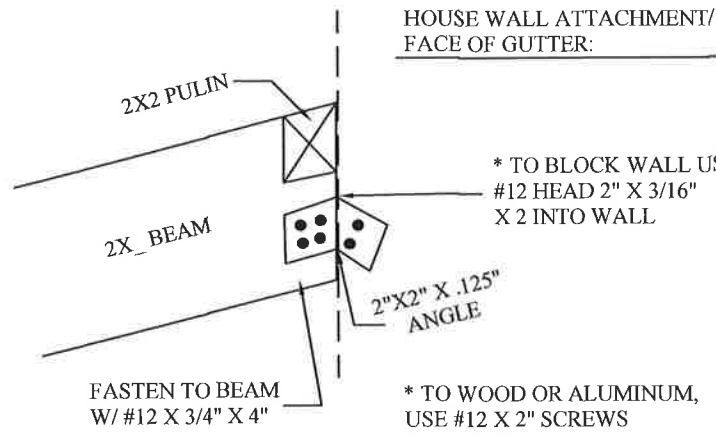 HOUSE WALL ATTACHMENT/
FACE OF GUTTER:
2X2 PULIN
* TO BLOCK WALL US
#12 HEAD 2" X 3/16"
X 2 INTO WALL
2X_BEAM
2"X2" X .125"
ANGLE
FASTEN TO BEAM
W/ #12 X 3/4" X 4"
* TO WOOD OR ALUMINUM,
USE #12 X 2" SCREWS